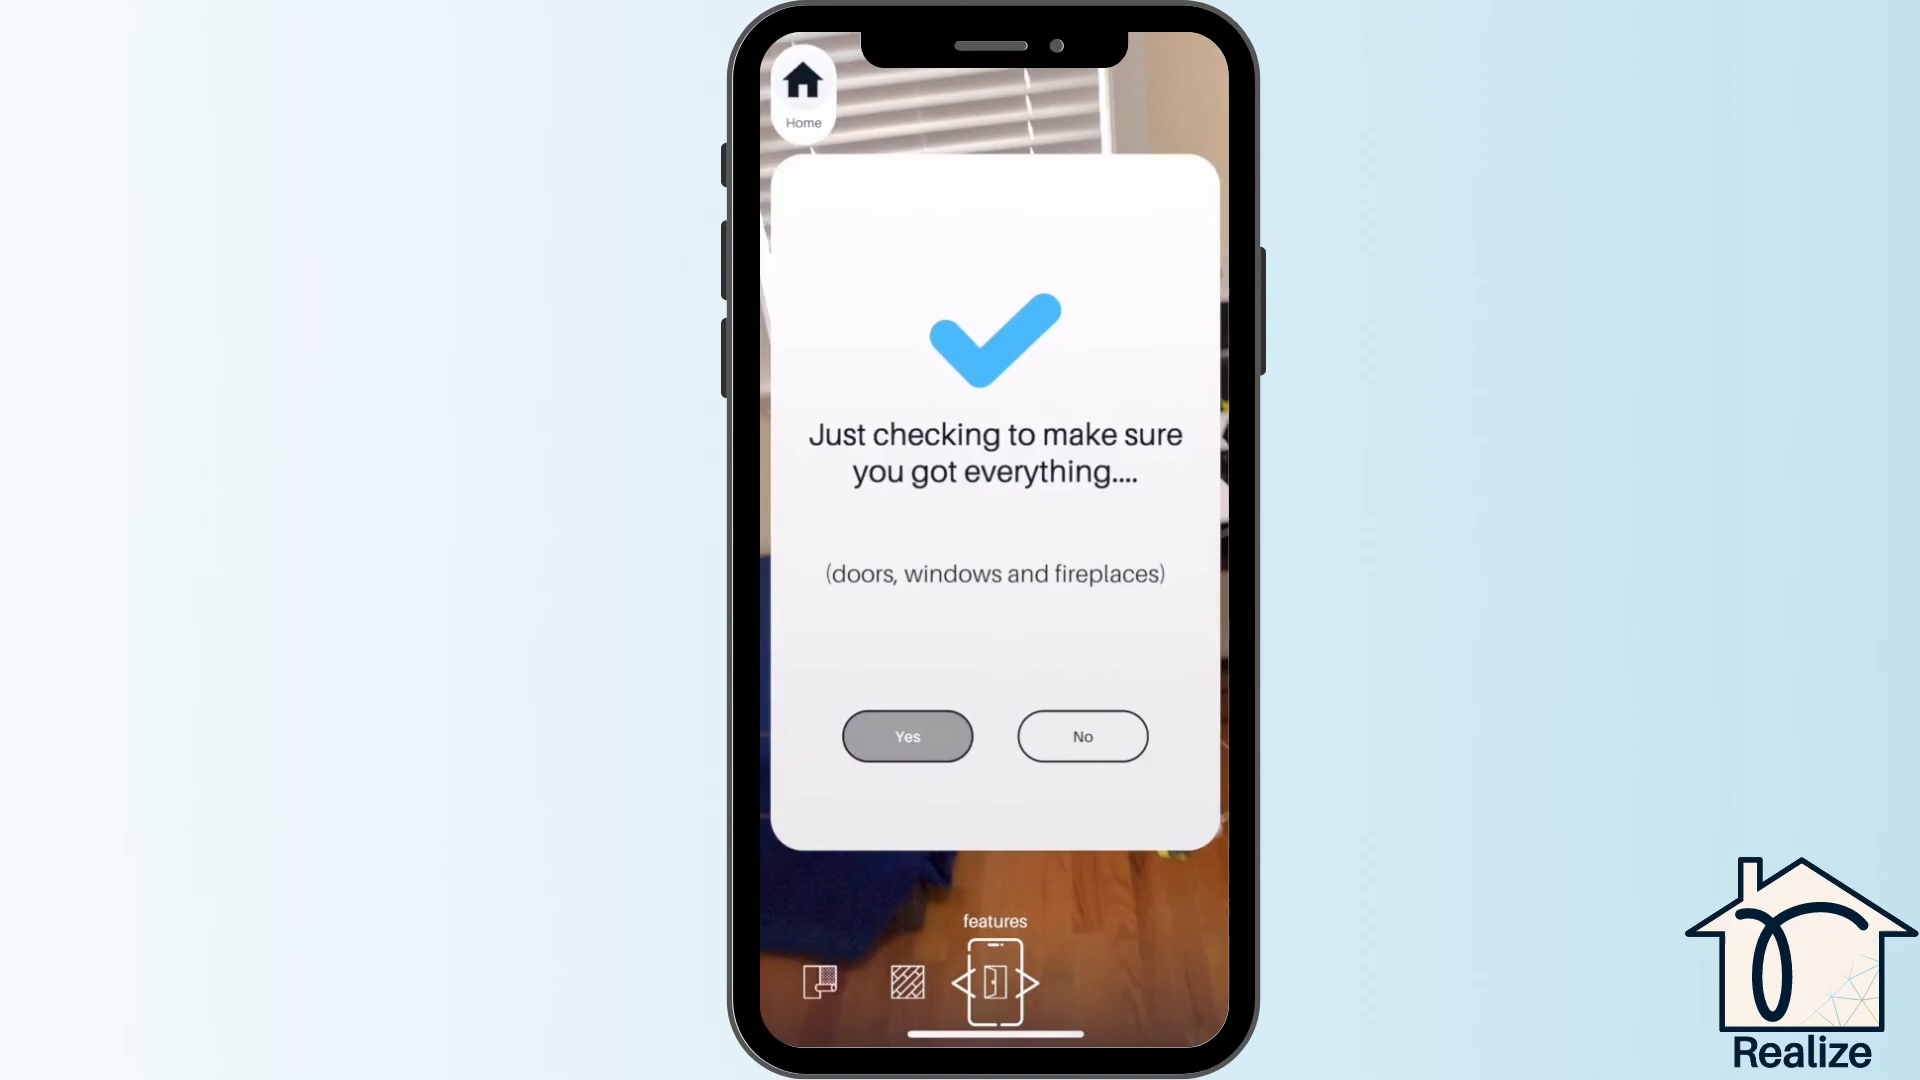 Home
Just checking to make sure
you got everything....
(doors, windows and fireplaces)
Yes
No
features
Realize